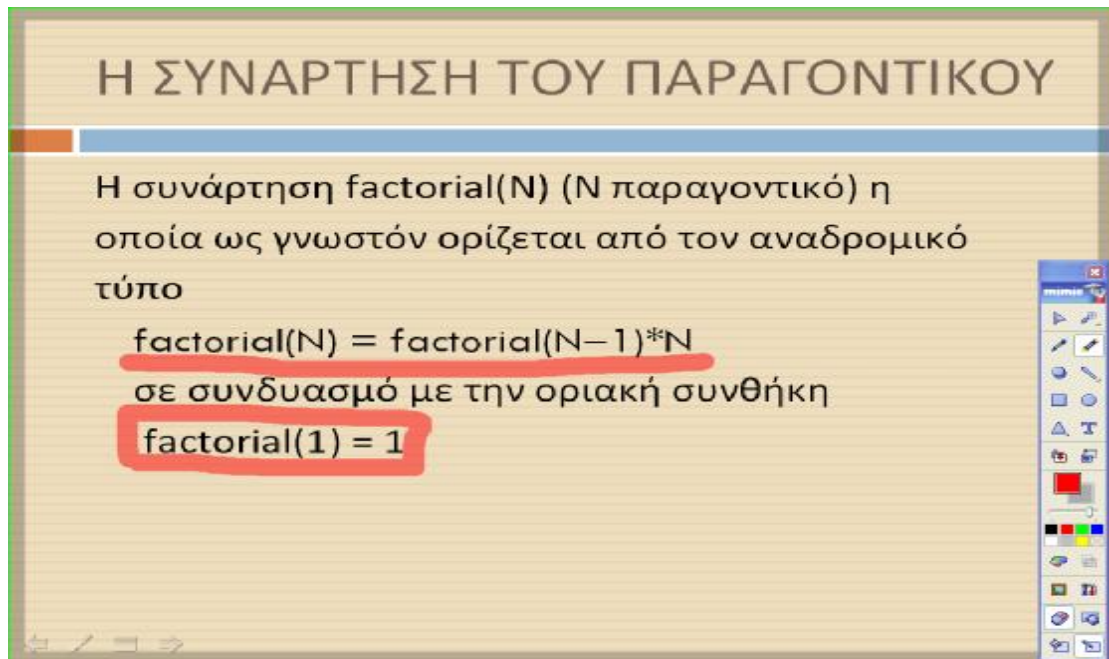 Η ΣΥΝΑΡΤΗΣΗ ΤΟΥ ΠΑΡΑΓΟΝΤΙΚΟΥ
Η συνάρτηση factorial(N) (N παραγοντικό) η
οποία ως γνωστόν ορίζεται από τον αναδρομικό
τύπο
factorial(N) = factorial(N–1)*N
σε συνδυασμό με την οριακή συνθήκη
factorial(1) = 1
mimio